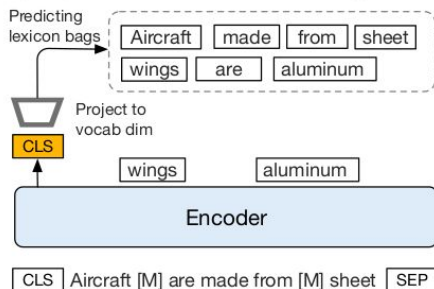 Predicting
lexicon bags
Aircraft made from sheet
wings are aluminum
Project to
vocab dim
CLS
wings aluminum
Encoder
CLS Aircraft [M] are made from [M] sheet SEP